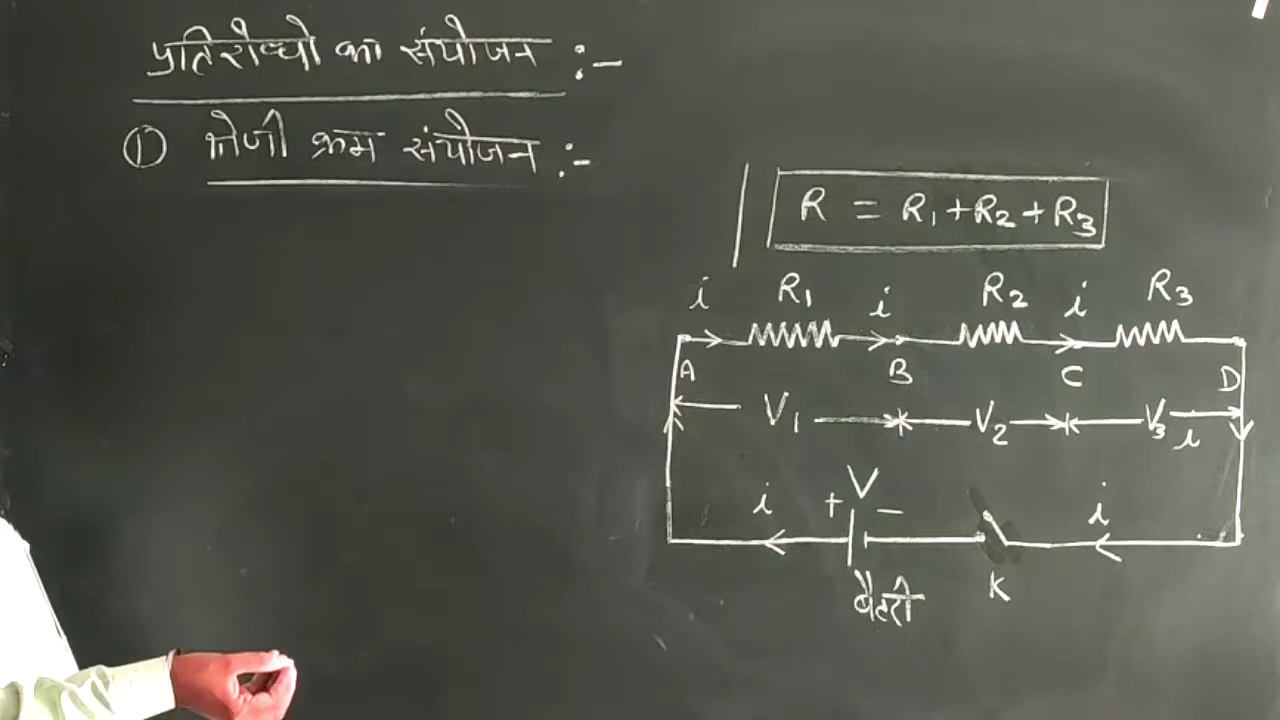 प्रतिरोधो का संयोजन :-
① श्रेणी क्रम संयोजन :-
R = R₁+R₂+R₃
i R₁ i R₂ i R₃
A B C D
V₁ V₂ V₃ i
i + V - i
बैटरी K